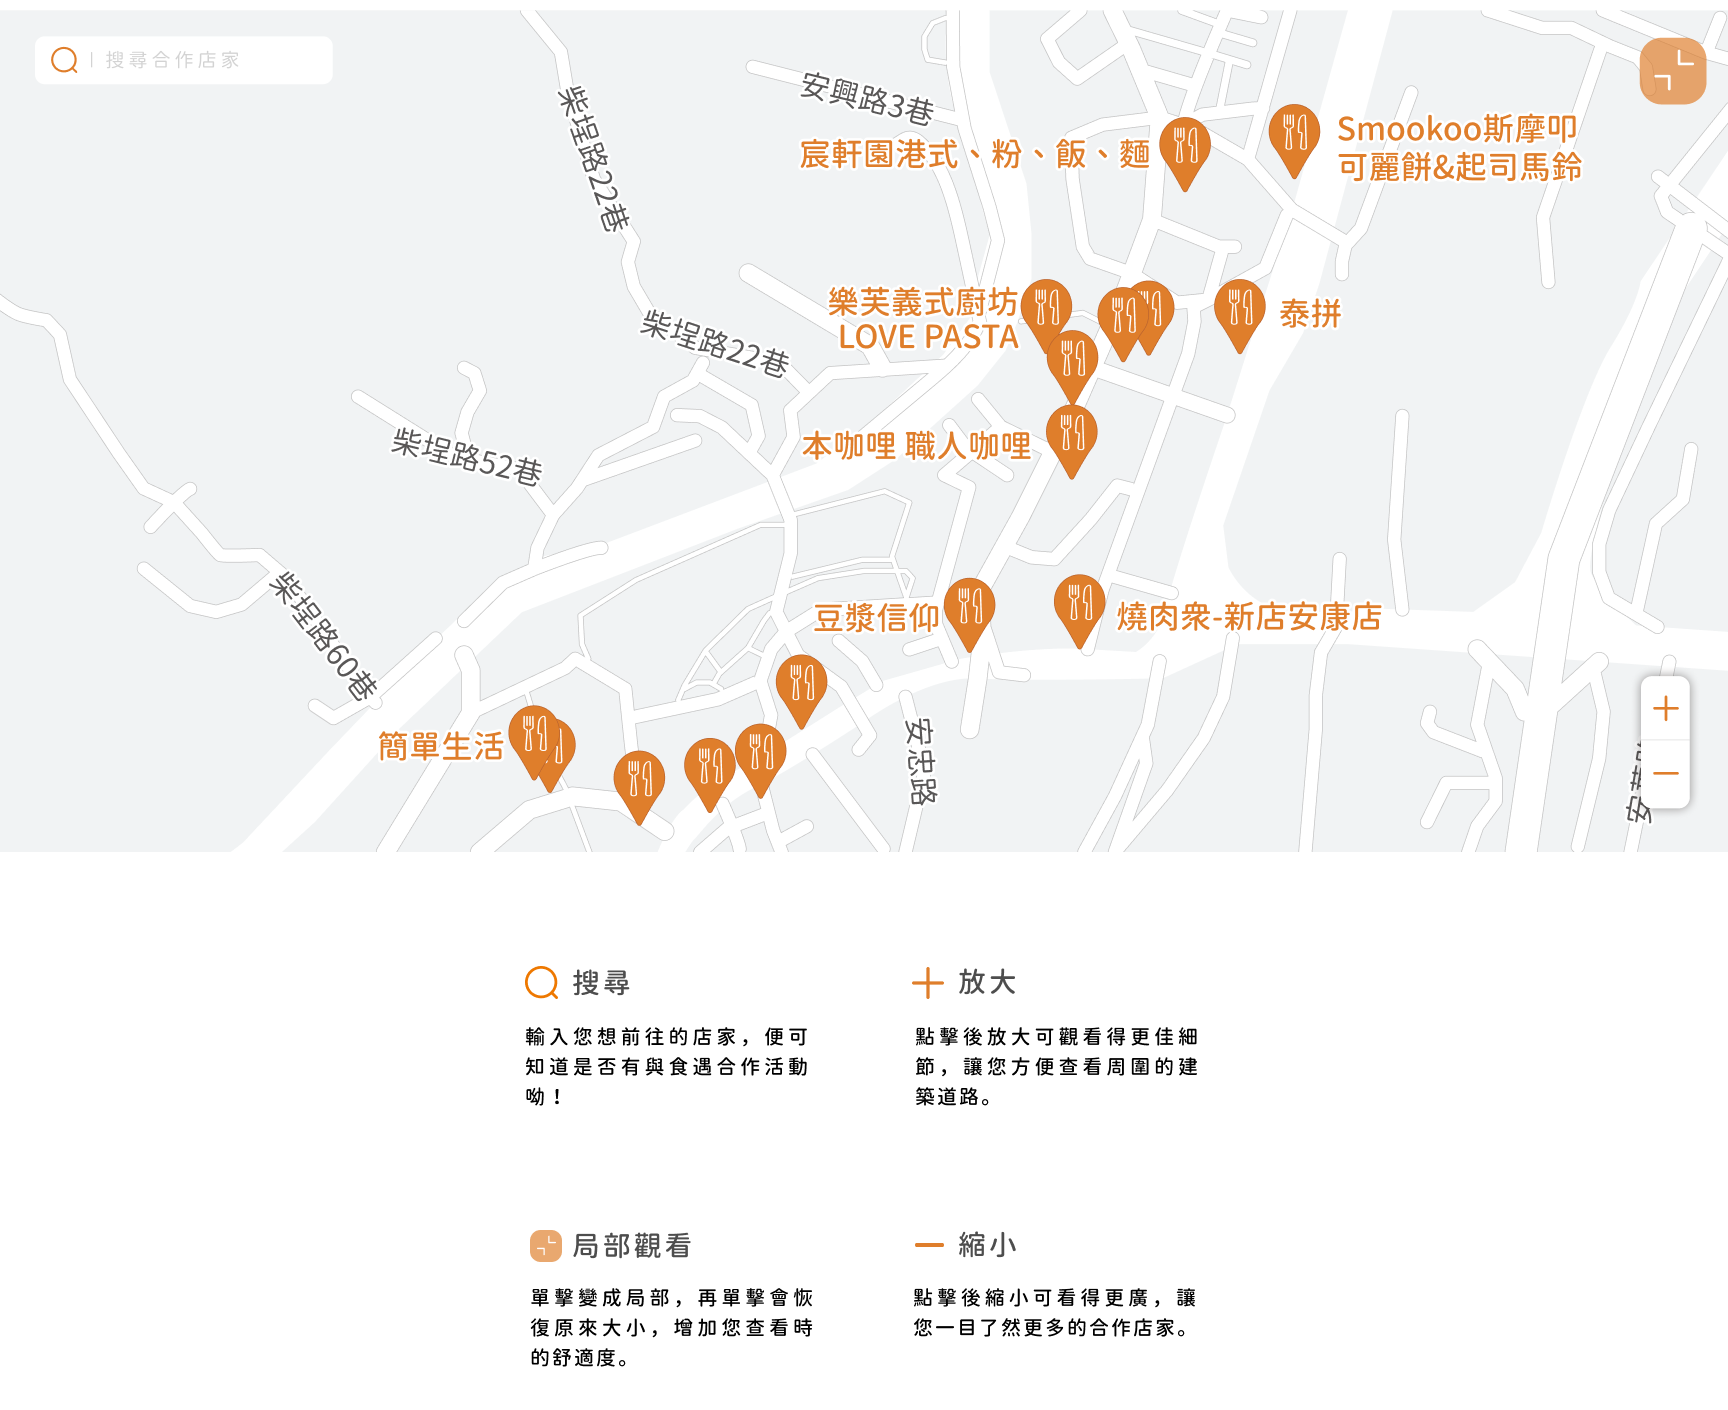 搜尋合作店家
柴埕路22巷
安興路3巷
宸軒園港式、粉、飯、麵
Smookoo斯摩叩
可麗餅&起司馬鈴
樂芙義式廚坊
LOVE PASTA
泰拼
柴埕路22巷
柴埕路52巷
本咖哩 職人咖哩
柴埕路60巷
豆漿信仰
燒肉衆-新店安康店
簡單生活
安忠路
搜尋
輸入您想前往的店家，便可
知道是否有與食遇合作活動
呦！
放大
點擊後放大可觀看得更佳細
節，讓您方便查看周圍的建
築道路。
局部觀看
單擊變成局部，再單擊會恢
復原來大小，增加您查看時
的舒適度。
縮小
點擊後縮小可看得更廣，讓
您一目了然更多的合作店家。